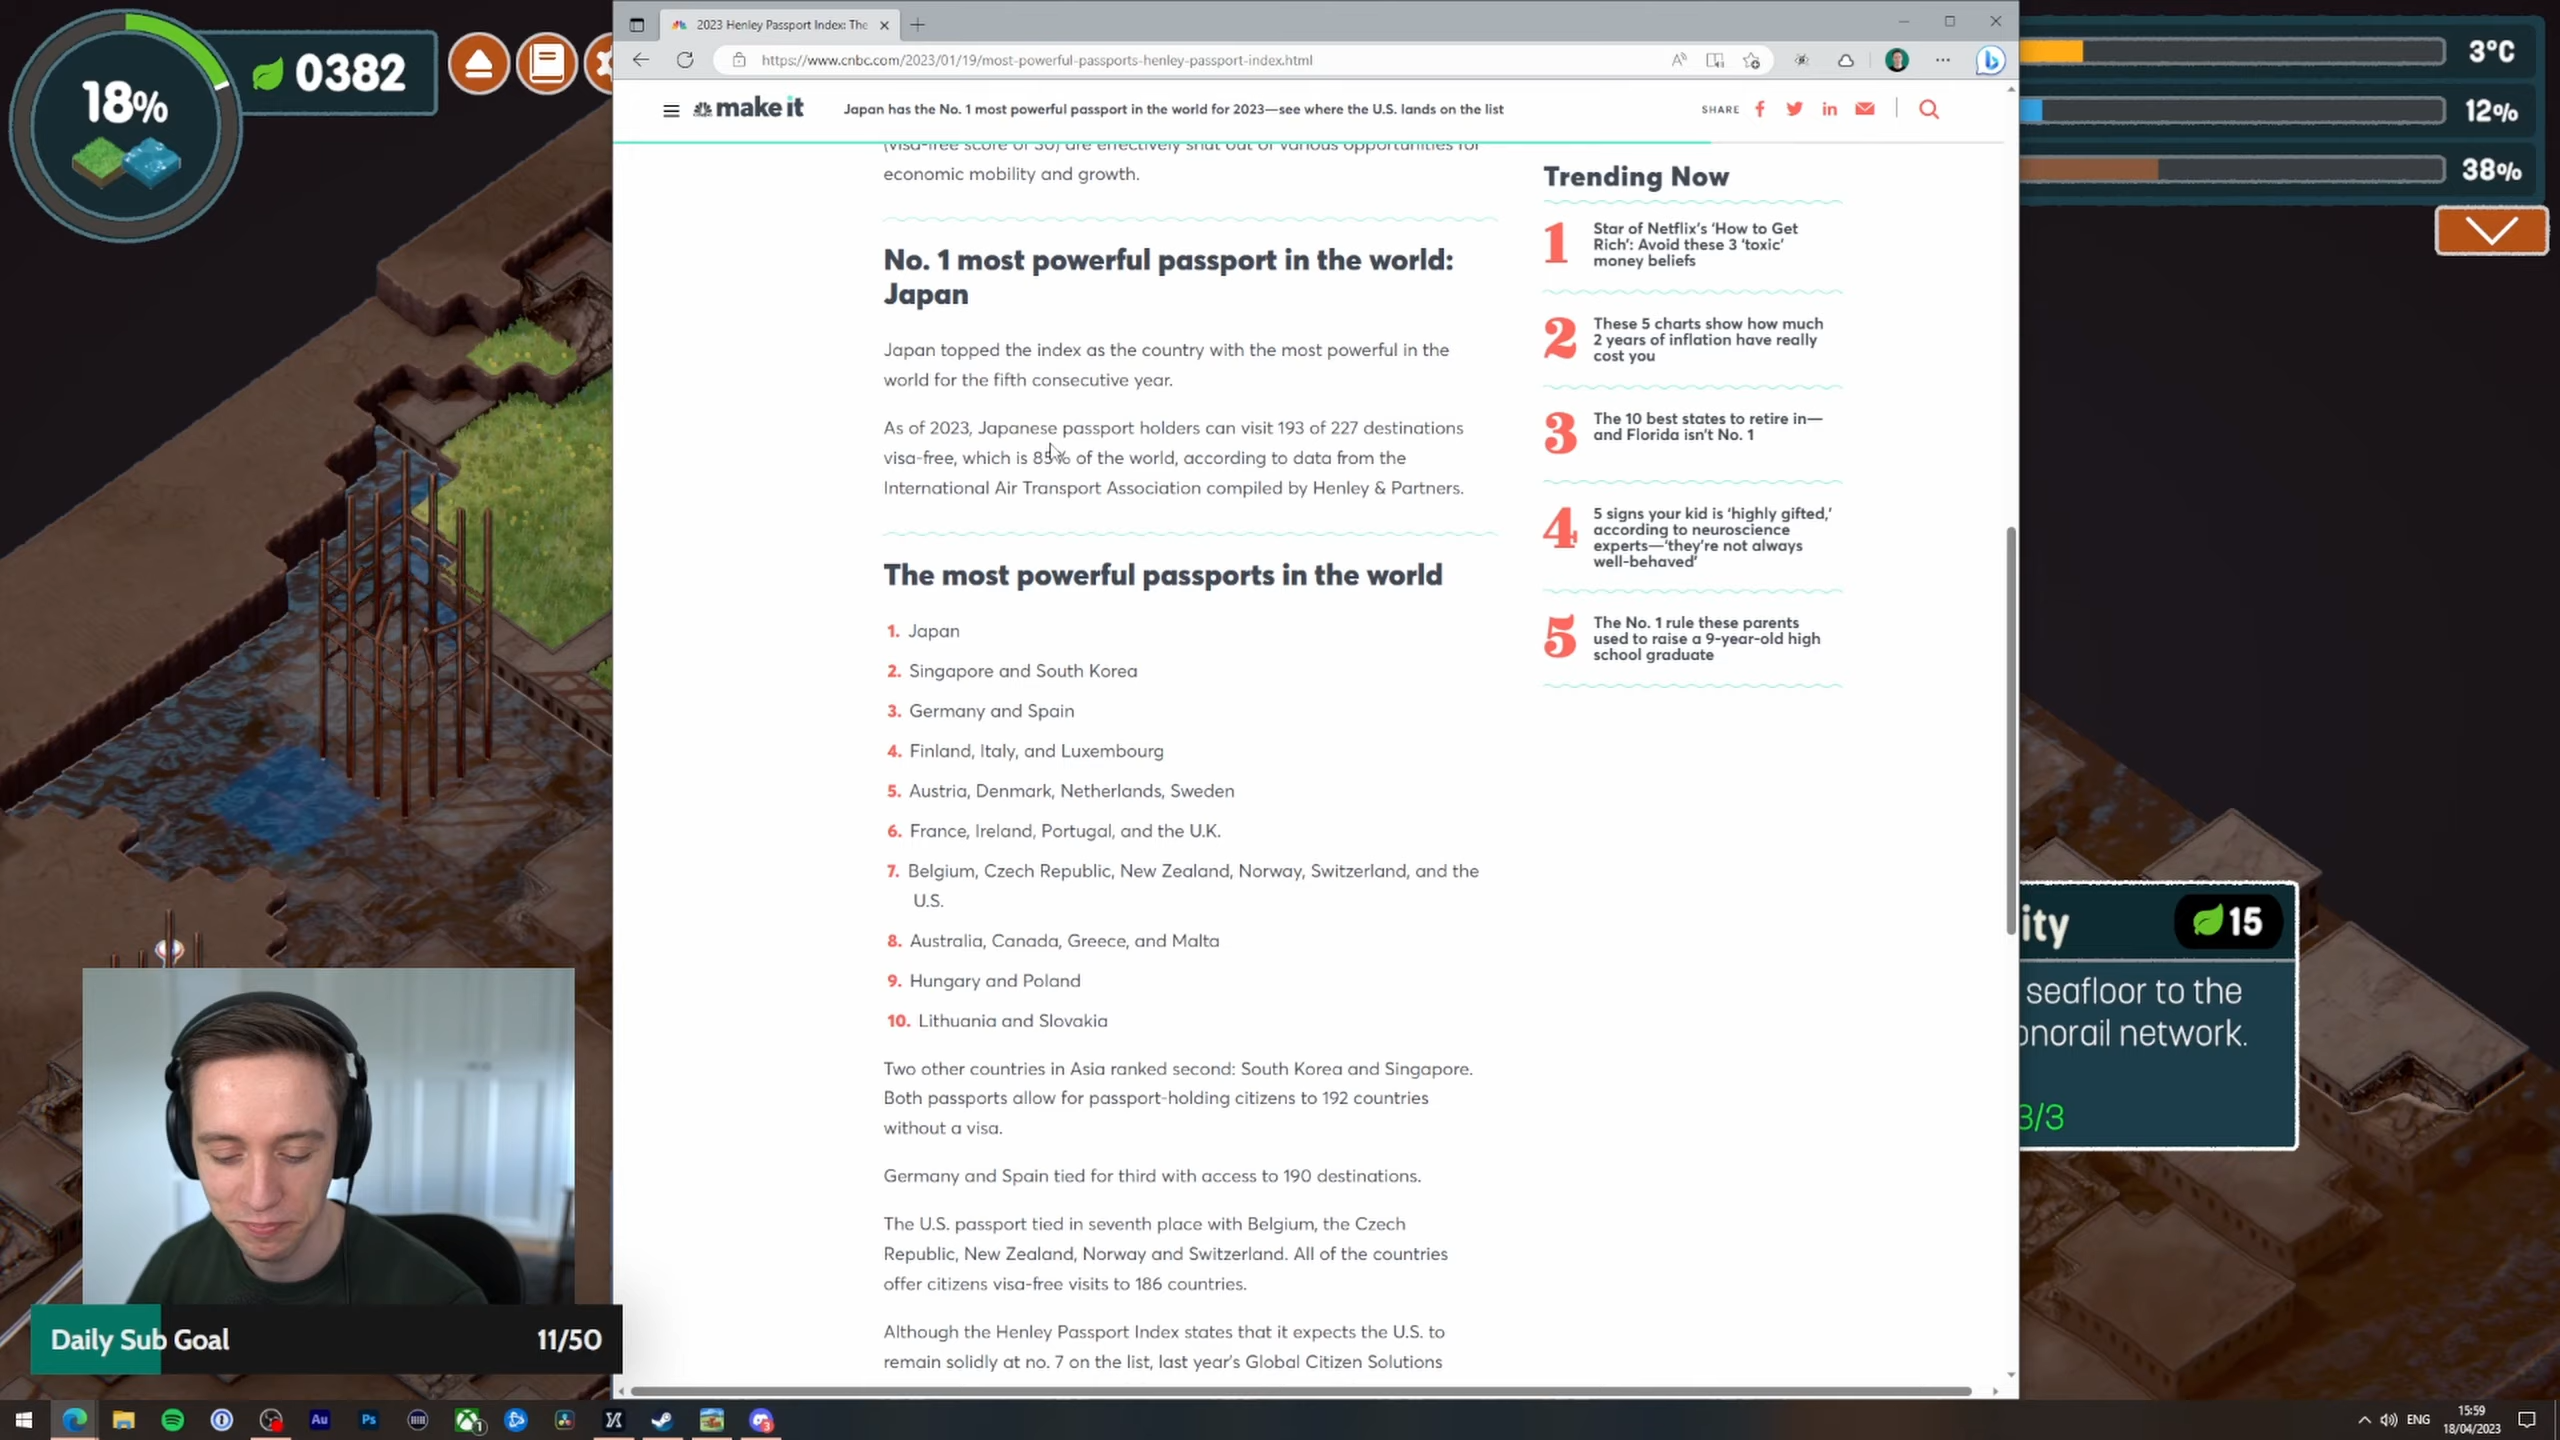 18%
0382
2023 Henley Passport Index: The
https://www.cnbc.com/2023/01/19/most-powerful-passports-henley-passport-index.html
make it
Japan has the No. 1 most powerful passport in the world for 2023—see where the U.S. lands on the list
SHARE
3°C
12%
38%
economic mobility and growth.
No. 1 most powerful passport in the world:
Japan
Japan topped the index as the country with the most powerful in the
world for the fifth consecutive year.
As of 2023, Japanese passport holders can visit 193 of 227 destinations
visa-free, which is 85% of the world, according to data from the
International Air Transport Association compiled by Henley & Partners.
The most powerful passports in the world
1. Japan
2. Singapore and South Korea
3. Germany and Spain
4. Finland, Italy, and Luxembourg
5. Austria, Denmark, Netherlands, Sweden
6. France, Ireland, Portugal, and the U.K.
7. Belgium, Czech Republic, New Zealand, Norway, Switzerland, and the
U.S.
8. Australia, Canada, Greece, and Malta
9. Hungary and Poland
10. Lithuania and Slovakia
Two other countries in Asia ranked second: South Korea and Singapore.
Both passports allow for passport-holding citizens to 192 countries
without a visa.
Germany and Spain tied for third with access to 190 destinations.
The U.S. passport tied in seventh place with Belgium, the Czech
Republic, New Zealand, Norway and Switzerland. All of the countries
offer citizens visa-free visits to 186 countries.
Although the Henley Passport Index states that it expects the U.S. to
remain solidly at no. 7 on the list, last year's Global Citizen Solutions
Trending Now
1 Star of Netflix's 'How to Get
Rich': Avoid these 3 'toxic'
money beliefs
2 These 5 charts show how much
2 years of inflation have really
cost you
3 The 10 best states to retire in—
and Florida isn't No. 1
4 5 signs your kid is 'highly gifted,'
according to neuroscience
experts—'they're not always
well-behaved'
5 The No. 1 rule these parents
used to raise a 9-year-old high
school graduate
ity
15
seafloor to the
onorail network.
3/3
Daily Sub Goal 11/50
Au
Ps
1
3
ENG
15:59
18/04/2023